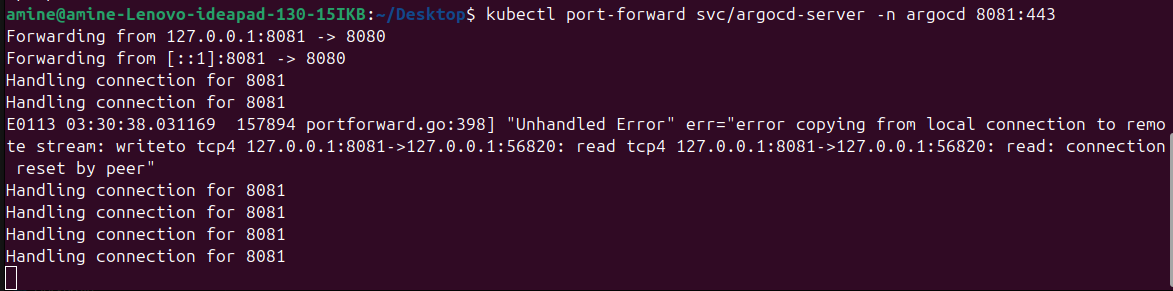 amine@amine-Lenovo-ideapad-130-15IKB:~/Desktop$ kubectl port-forward svc/argocd-server -n argocd 8081:443
Forwarding from 127.0.0.1:8081 -> 8080
Forwarding from [::1]:8081 -> 8080
Handling connection for 8081
Handling connection for 8081
E0113 03:30:38.031169  157894 portforward.go:398] "Unhandled Error" err="error copying from local connection to remo
te stream: writeto tcp4 127.0.0.1:8081->127.0.0.1:56820: read tcp4 127.0.0.1:8081->127.0.0.1:56820: read: connection
 reset by peer"
Handling connection for 8081
Handling connection for 8081
Handling connection for 8081
Handling connection for 8081